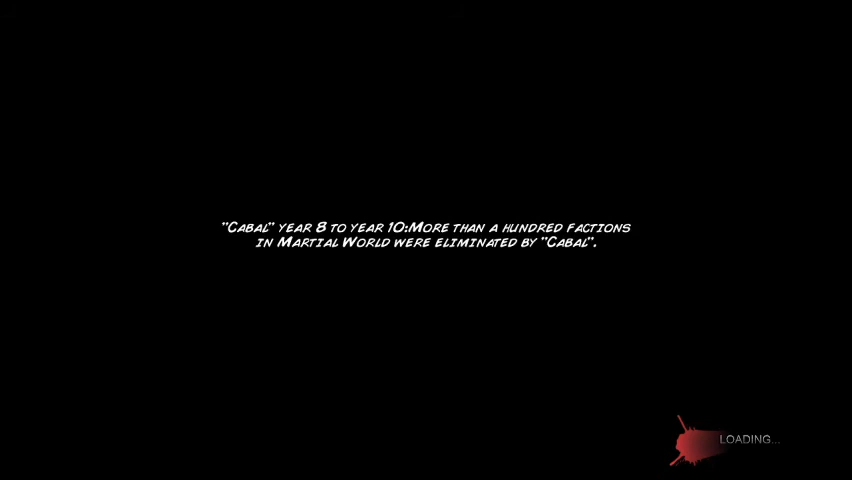 "Cabal" year 8 to year 10:More than a hundred factions
in Martial World were eliminated by "Cabal".
LOADING...